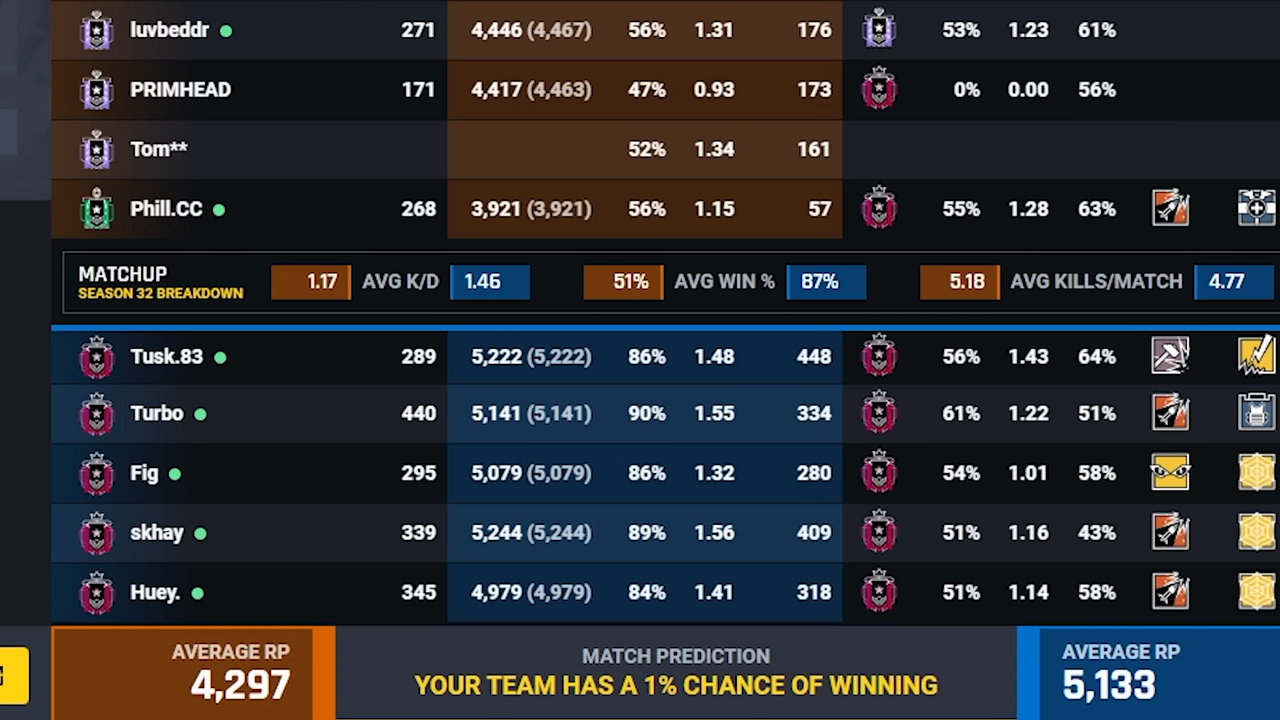 luvbeddr 271 4,446 (4,467) 56% 1.31 176 53% 1.23 61%
PRIMHEAD 171 4,417 (4,463) 47% 0.93 173 0% 0.00 56%
Tom** 52% 1.34 161
Phill.CC 268 3,921 (3,921) 56% 1.15 57 55% 1.28 63%
MATCHUP 1.17 AVG K/D 1.46 51% AVG WIN % 87% 5.18 AVG KILLS/MATCH 4.77
SEASON 32 BREAKDOWN
Tusk.83 289 5,222 (5,222) 86% 1.48 448 56% 1.43 64%
Turbo 440 5,141 (5,141) 90% 1.55 334 61% 1.22 51%
Fig 295 5,079 (5,079) 86% 1.32 280 54% 1.01 58%
skhay 339 5,244 (5,244) 89% 1.56 409 51% 1.16 43%
Huey. 345 4,979 (4,979) 84% 1.41 318 51% 1.14 58%
AVERAGE RP MATCH PREDICTION AVERAGE RP
4,297 YOUR TEAM HAS A 1% CHANCE OF WINNING 5,133